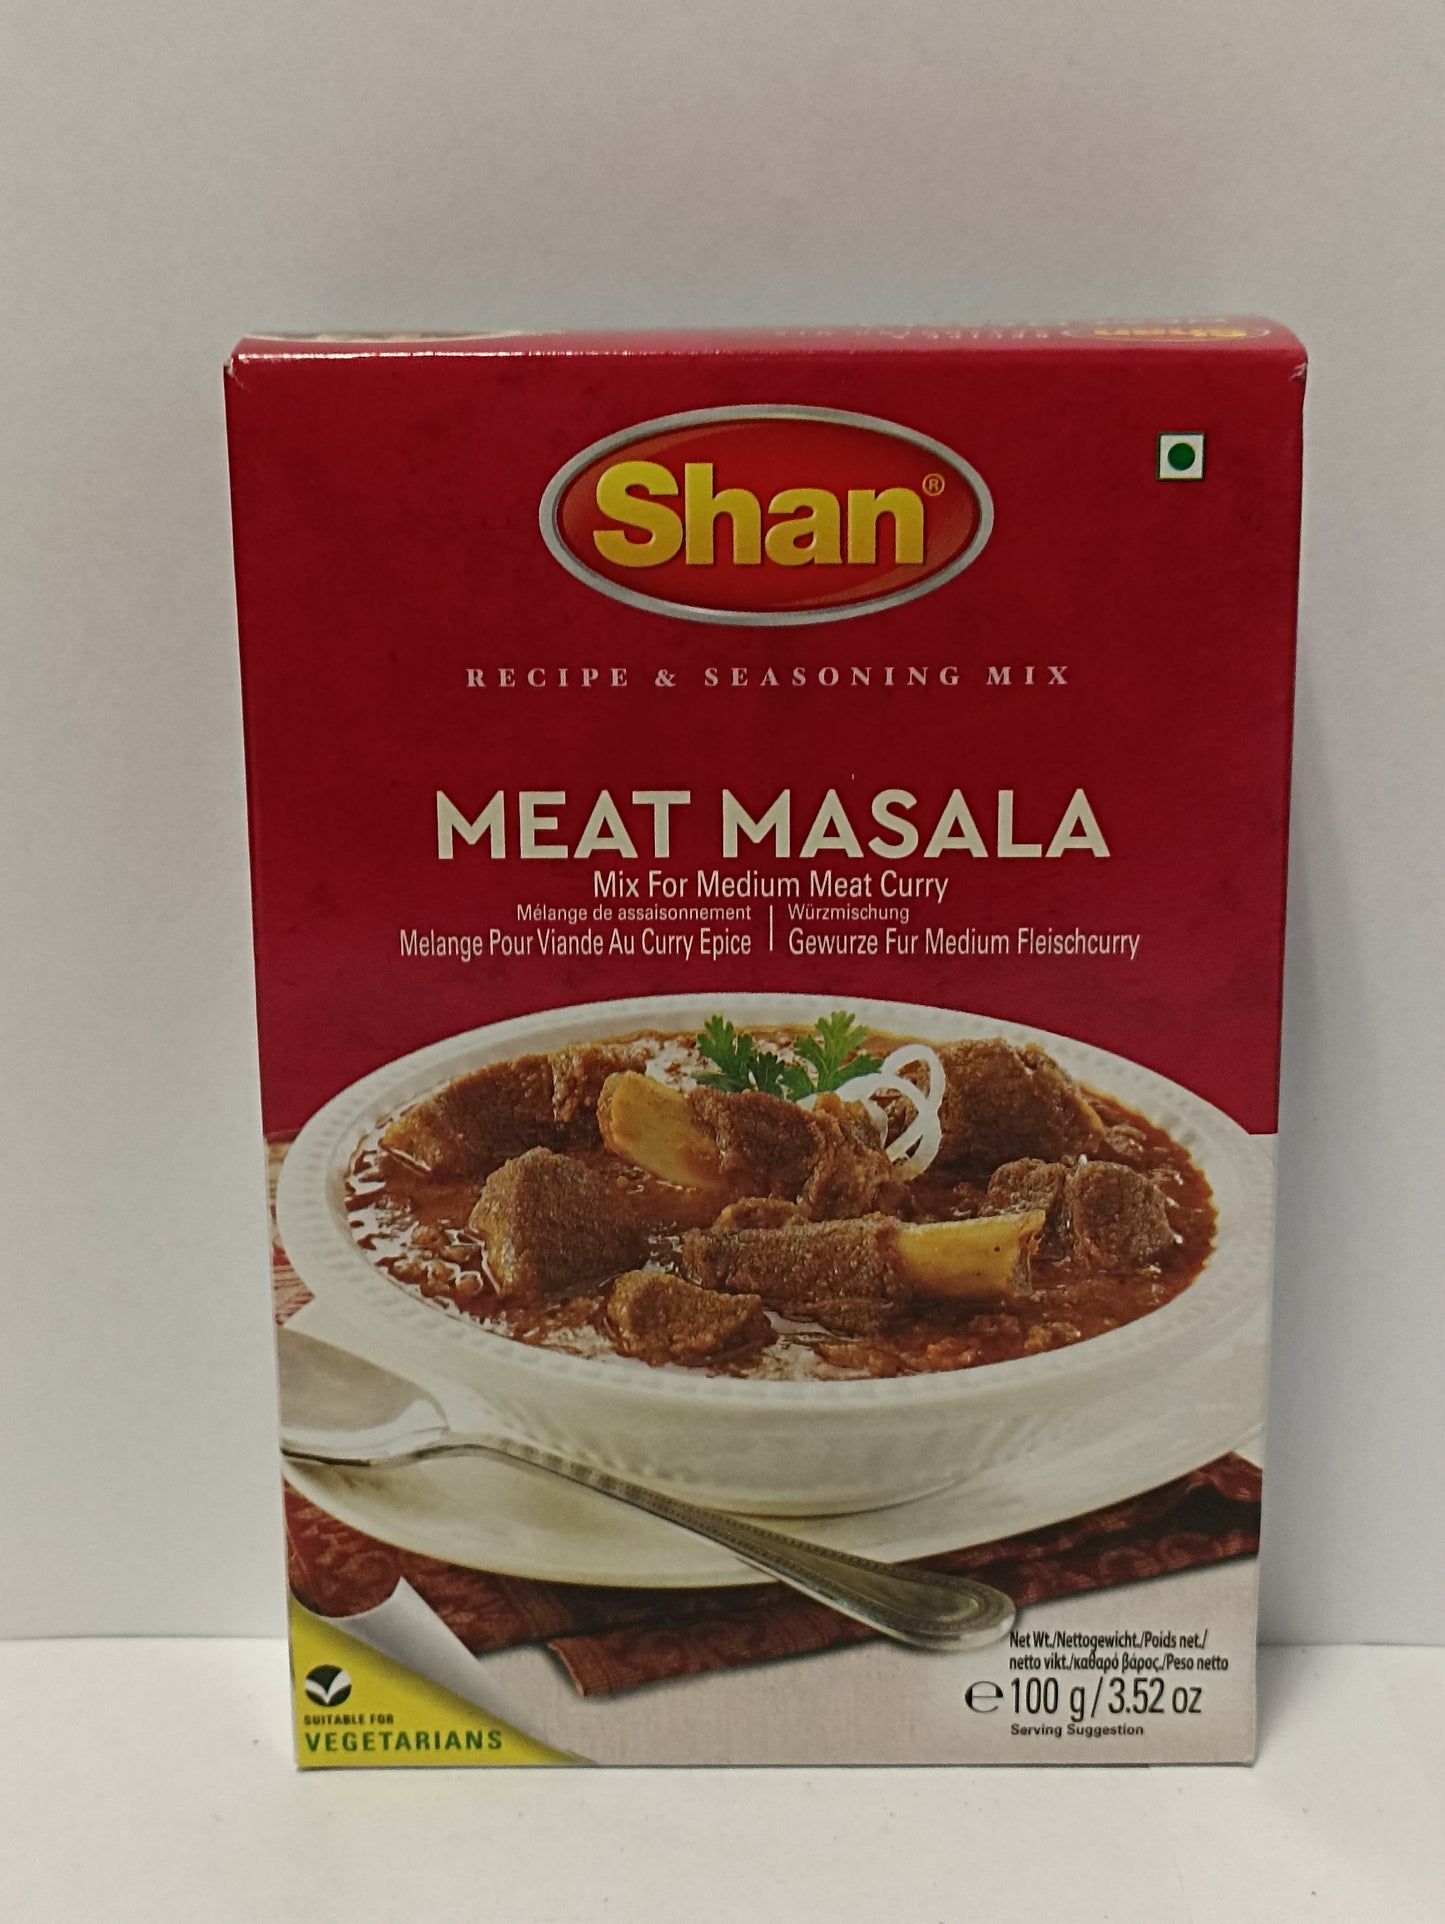 Shan®
RECIPE & SEASONING MIX
MEAT MASALA
Mix For Medium Meat Curry
Mélange de assaisonnement
Melange Pour Viande Au Curry Epice
Würzmischung
Gewurze Fur Medium Fleischcurry
Net Wt./Nettogewicht./Poids net./
netto vikt./καθαρό βάρος./Peso netto
℮ 100 g/3.52 oz
Serving Suggestion
SUITABLE FOR
VEGETARIANS